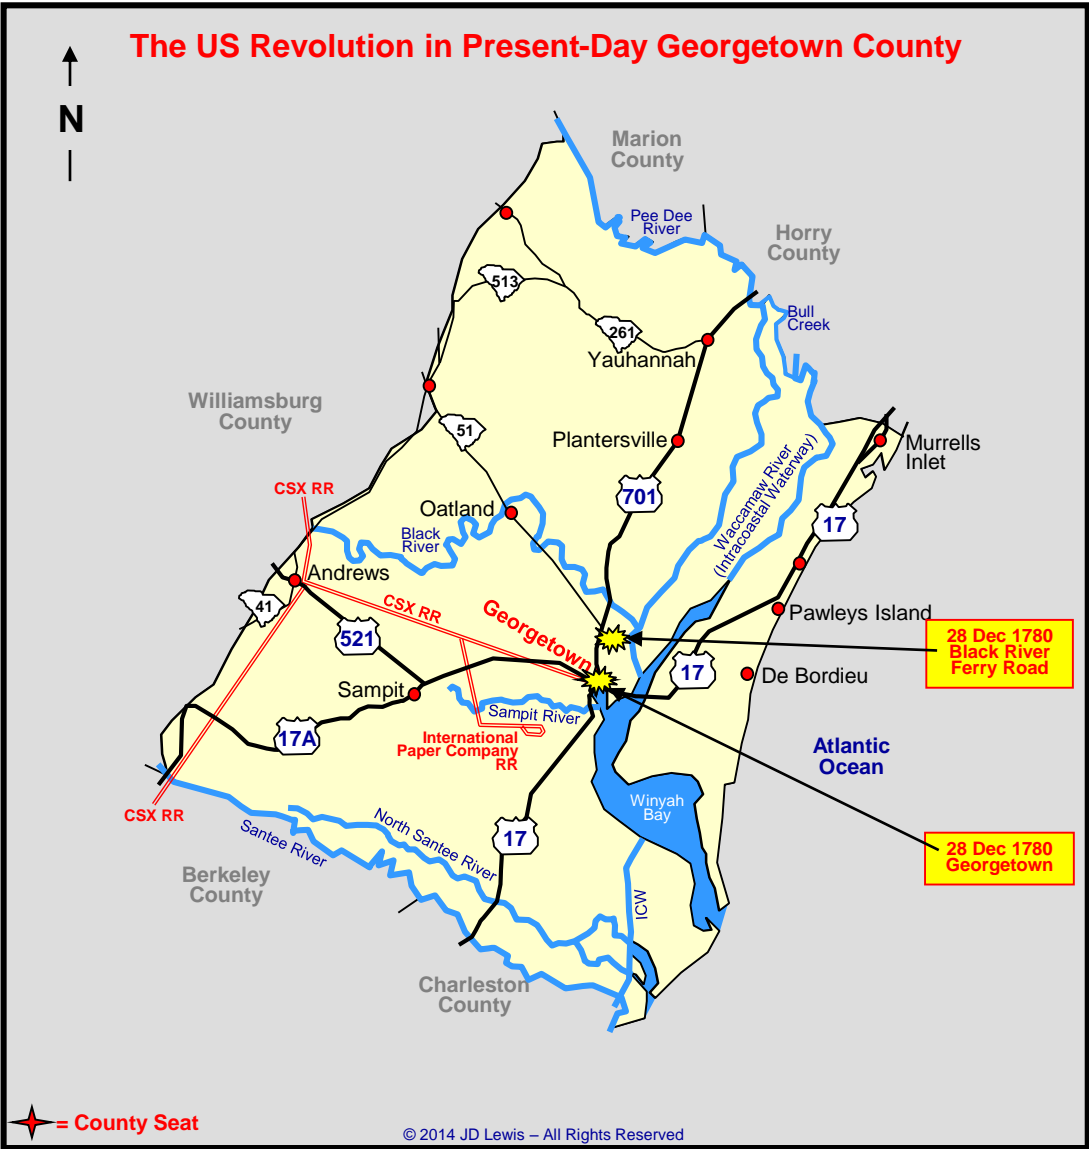 The US Revolution in Present-Day Georgetown County
N
Marion
County
Pee Dee
River
Horry
County
513
Bull
Creek
261
Yauhannah
Williamsburg
County
51
Plantersville
Murrells
Inlet
CSX RR
701
Waccamaw River
(Intracoastal Waterway)
Oatland
17
Black
River
Andrews
CSX RR
41
Georgetown
Pawleys Island
521
28 Dec 1780
Black River
Ferry Road
17
De Bordieu
Sampit
Sampit River
17A
International
Paper Company
RR
Atlantic
Ocean
Winyah
Bay
CSX RR
Santee River
North Santee River
17
28 Dec 1780
Georgetown
Berkeley
County
ICW
Charleston
County
= County Seat
© 2014 JD Lewis – All Rights Reserved